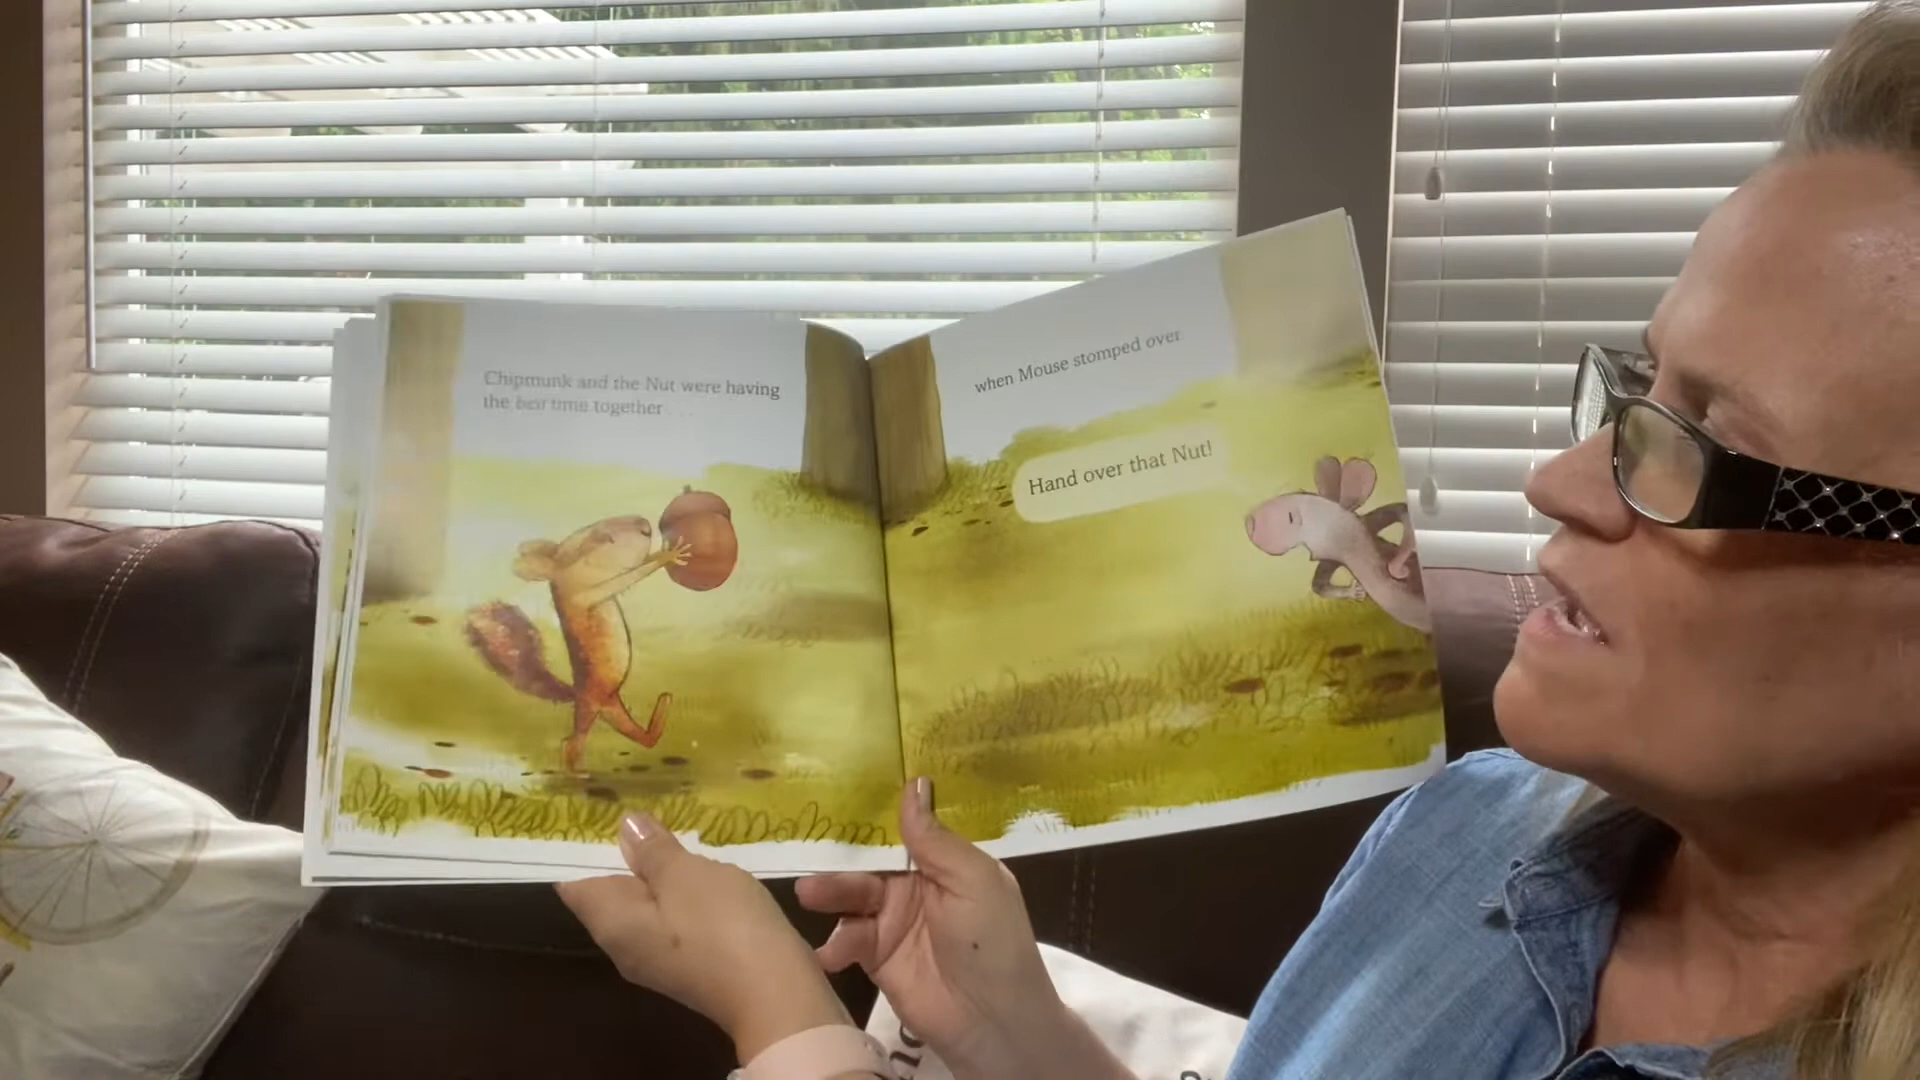 Chipmunk and the Nut were having
the best time together . . .
when Mouse stomped over
Hand over that Nut!